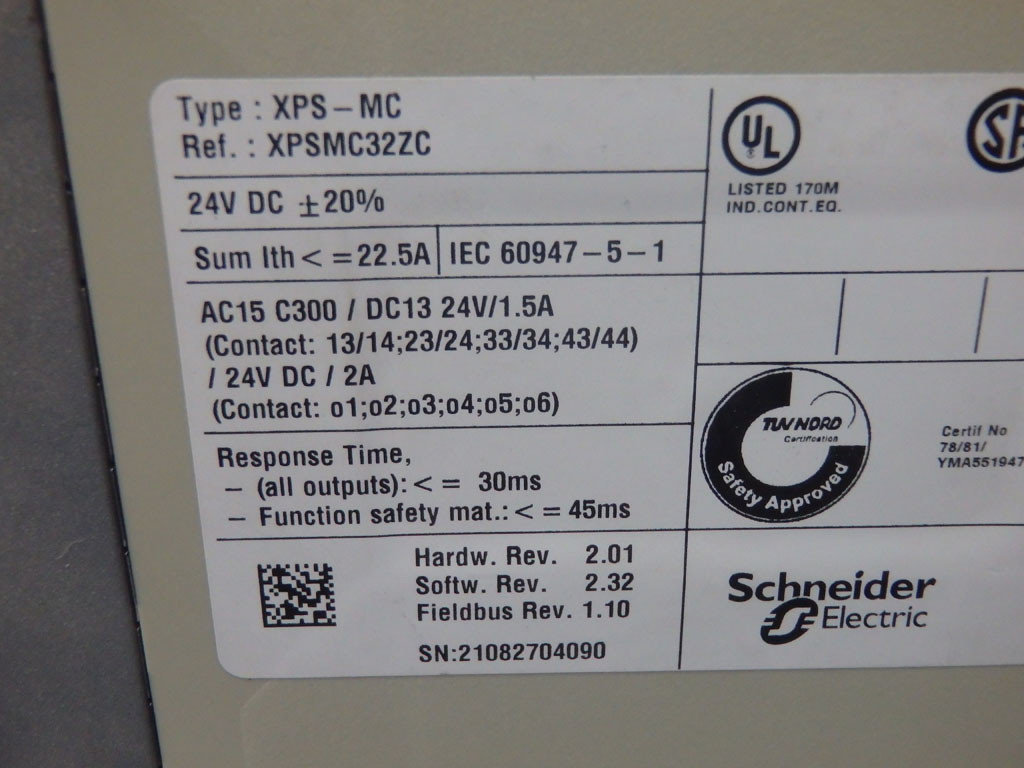 Type : XPS – MC
Ref. : XPSMC32ZC
24V DC ±20%
Sum Ith < = 22.5A IEC 60947 – 5 – 1
AC15 C300 / DC13 24V/1.5A
(Contact: 13/14;23/24;33/34;43/44)
/ 24V DC / 2A
(Contact: o1;o2;o3;o4;o5;o6)
Response Time,
– (all outputs): < = 30ms
– Function safety mat.: < = 45ms
Hardw. Rev. 2.01
Softw. Rev. 2.32
Fieldbus Rev. 1.10
SN:21082704090
UL
LISTED 170M
IND.CONT.EQ.
TUV NORD
Certification
Safety Approved
Certif No
78/81/
YMA551947
Schneider
Electric